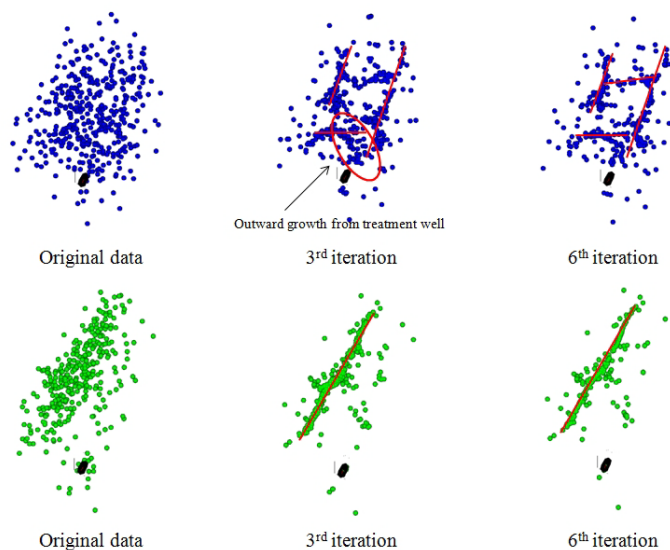 Outward growth from treatment well
Original data
3rd iteration
6th iteration
Original data
3rd iteration
6th iteration